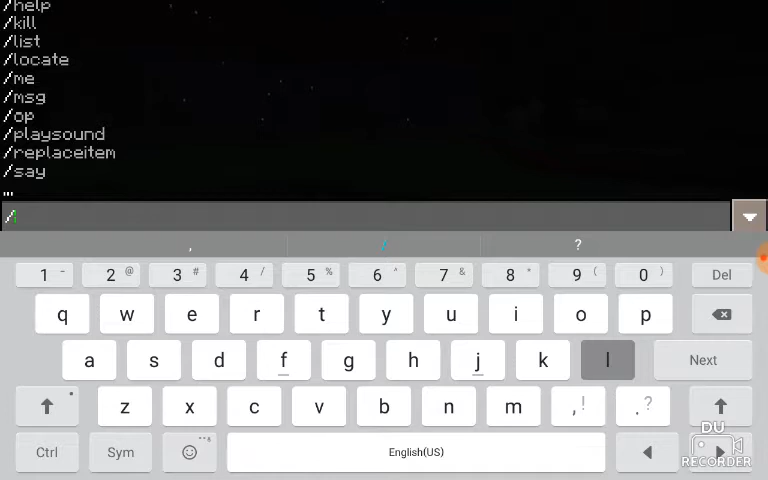 /help
/kill
/list
/locate
/me
/msg
/op
/playsound
/replaceitem
/say
...
/
, / ?
1 - 2 @ 3 # 4 / 5 % 6 ^ 7 & 8 * 9 ( 0 ) Del
q w e r t y u i o p
a s d f g h j k l Next
z x c v b n m , ! . ?
Ctrl Sym English(US)
DU
RECORDER